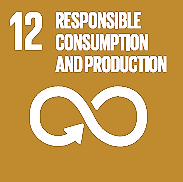 12 RESPONSIBLE
CONSUMPTION
AND PRODUCTION